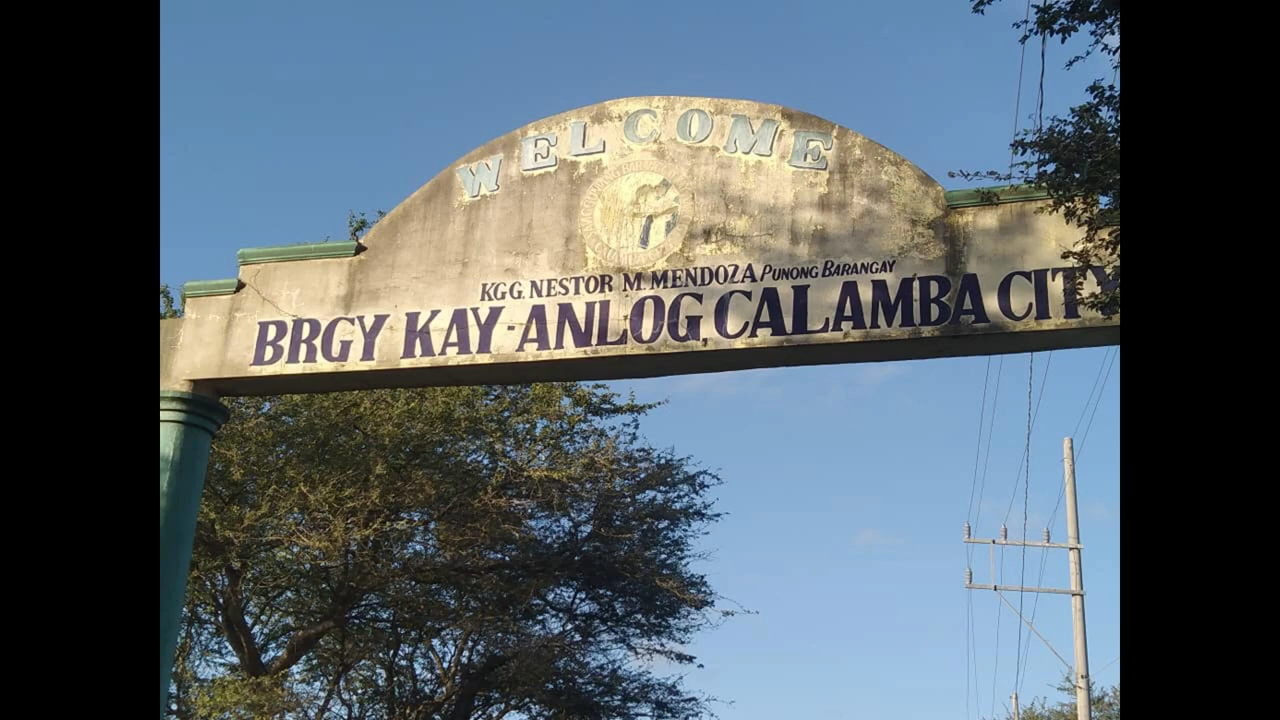 WELCOME
KGG. NESTOR M. MENDOZA PUNONG BARANGAY
BRGY KAY-ANLOG, CALAMBA CITY